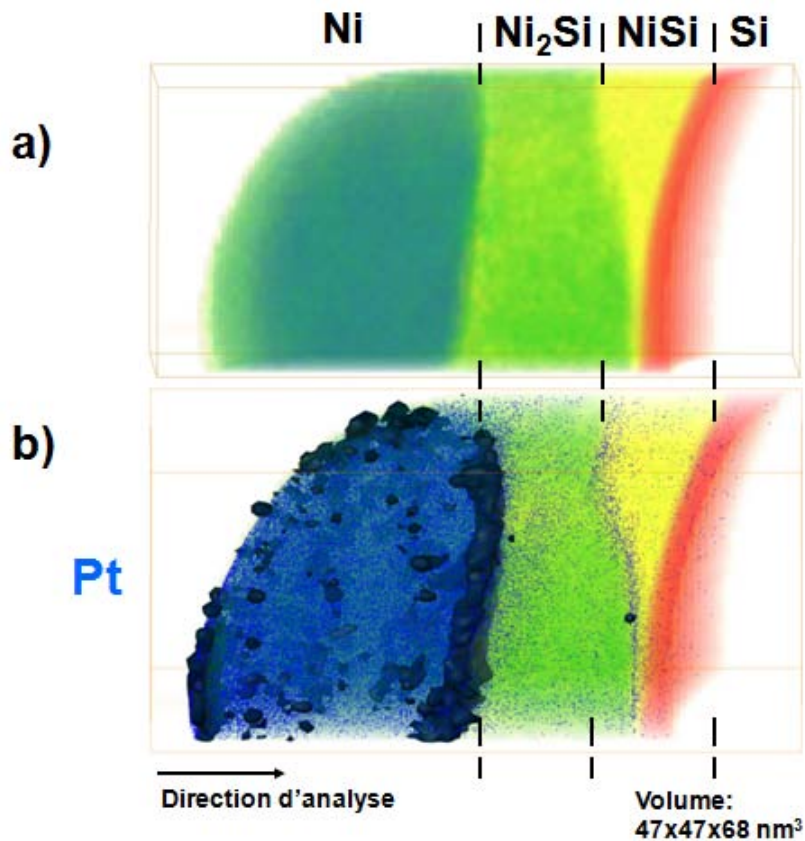 Ni Ni₂Si NiSi Si
a)
b)
Pt
Direction d'analyse
Volume:
47x47x68 nm³